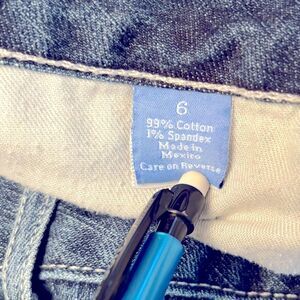 6
99% Cotton
1% Spandex
Made in
Mexico
Care on Reverse